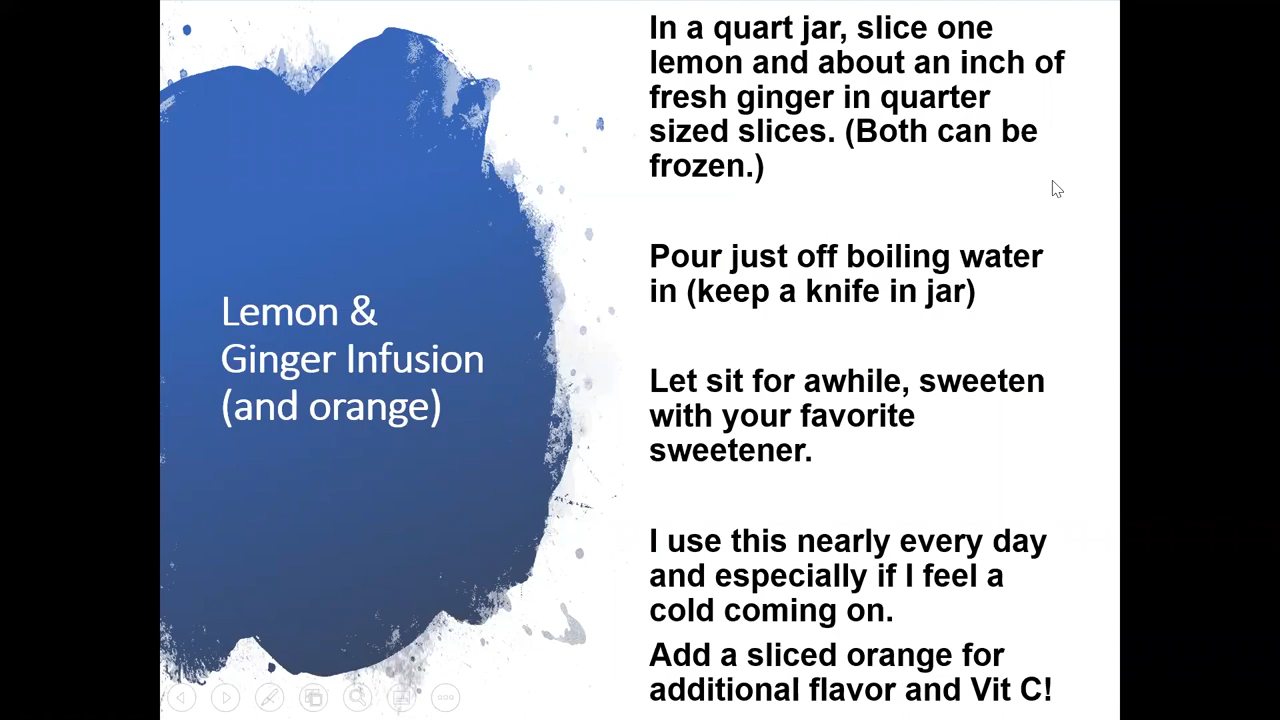 Lemon &
Ginger Infusion
(and orange)
In a quart jar, slice one
lemon and about an inch of
fresh ginger in quarter
sized slices. (Both can be
frozen.)
Pour just off boiling water
in (keep a knife in jar)
Let sit for awhile, sweeten
with your favorite
sweetener.
I use this nearly every day
and especially if I feel a
cold coming on.
Add a sliced orange for
additional flavor and Vit C!